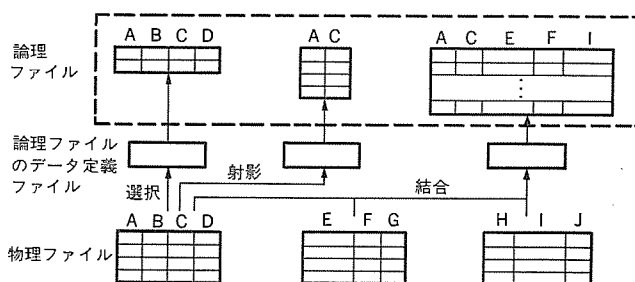 A B C D
A C
A C E F I
論理
ファイル
論理ファイル
のデータ定義
ファイル
選択
射影
結合
A B C D
E F G
H I J
物理ファイル